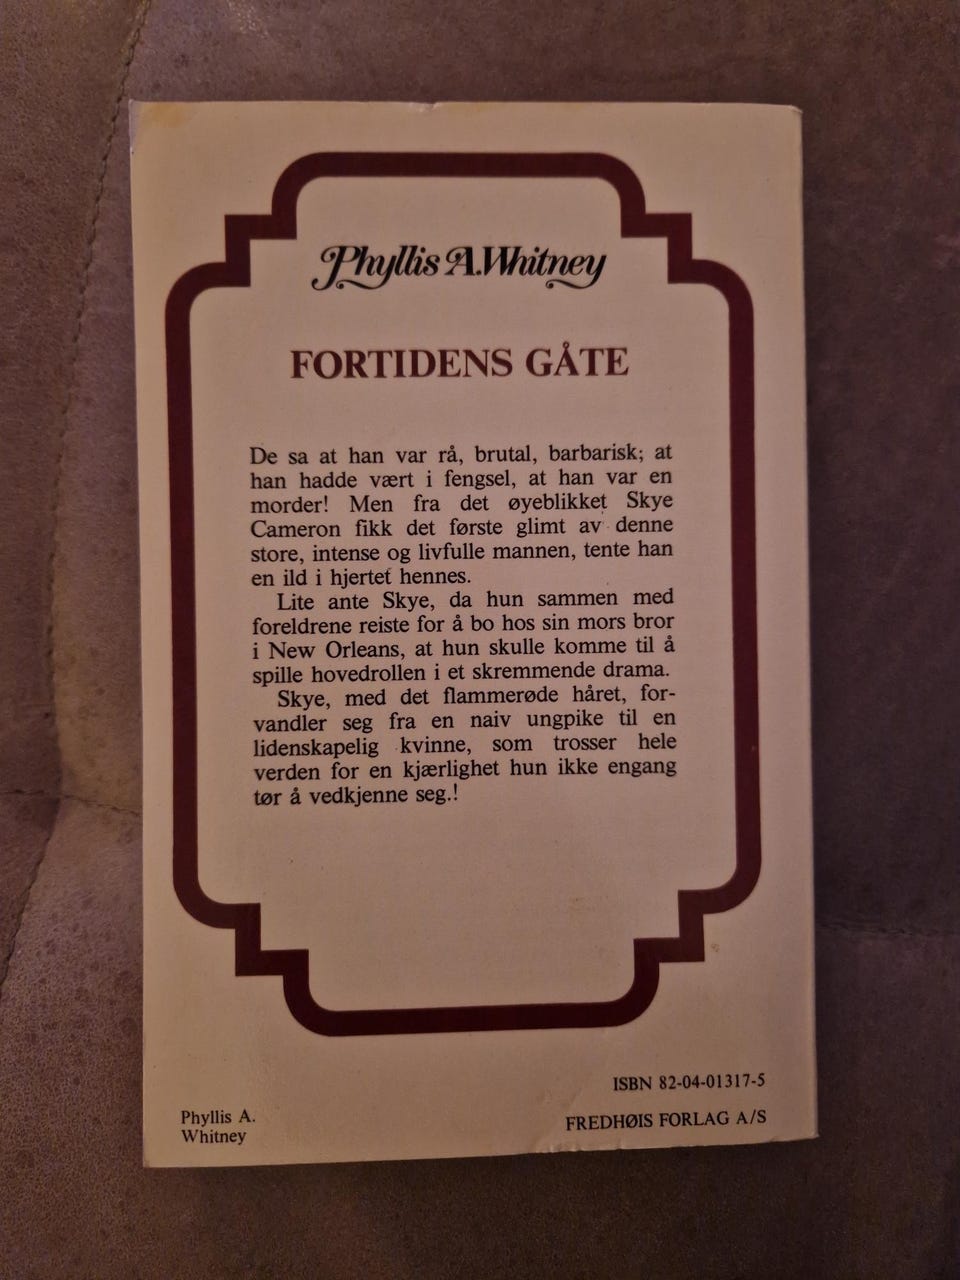 Phyllis A. Whitney
FORTIDENS GÅTE
De sa at han var rå, brutal, barbarisk; at
han hadde vært i fengsel, at han var en
morder! Men fra det øyeblikket Skye
Cameron fikk det første glimt av denne
store, intense og livfulle mannen, tente han
en ild i hjertet hennes.
Lite ante Skye, da hun sammen med
foreldrene reiste for å bo hos sin mors bror
i New Orleans, at hun skulle komme til å
spille hovedrollen i et skremmende drama.
Skye, med det flammerøde håret, for-
vandler seg fra en naiv ungpike til en
lidenskapelig kvinne, som trosser hele
verden for en kjærlighet hun ikke engang
tør å vedkjenne seg.!
ISBN 82-04-01317-5
Phyllis A.
Whitney
FREDHØIS FORLAG A/S